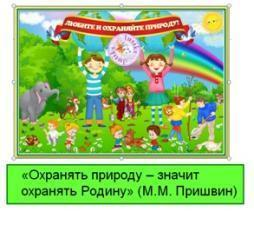 ЛЮБИТЕ И ОХРАНЯЙТЕ ПРИРОДУ!
«Охранять природу – значит
охранять Родину» (М.М. Пришвин)